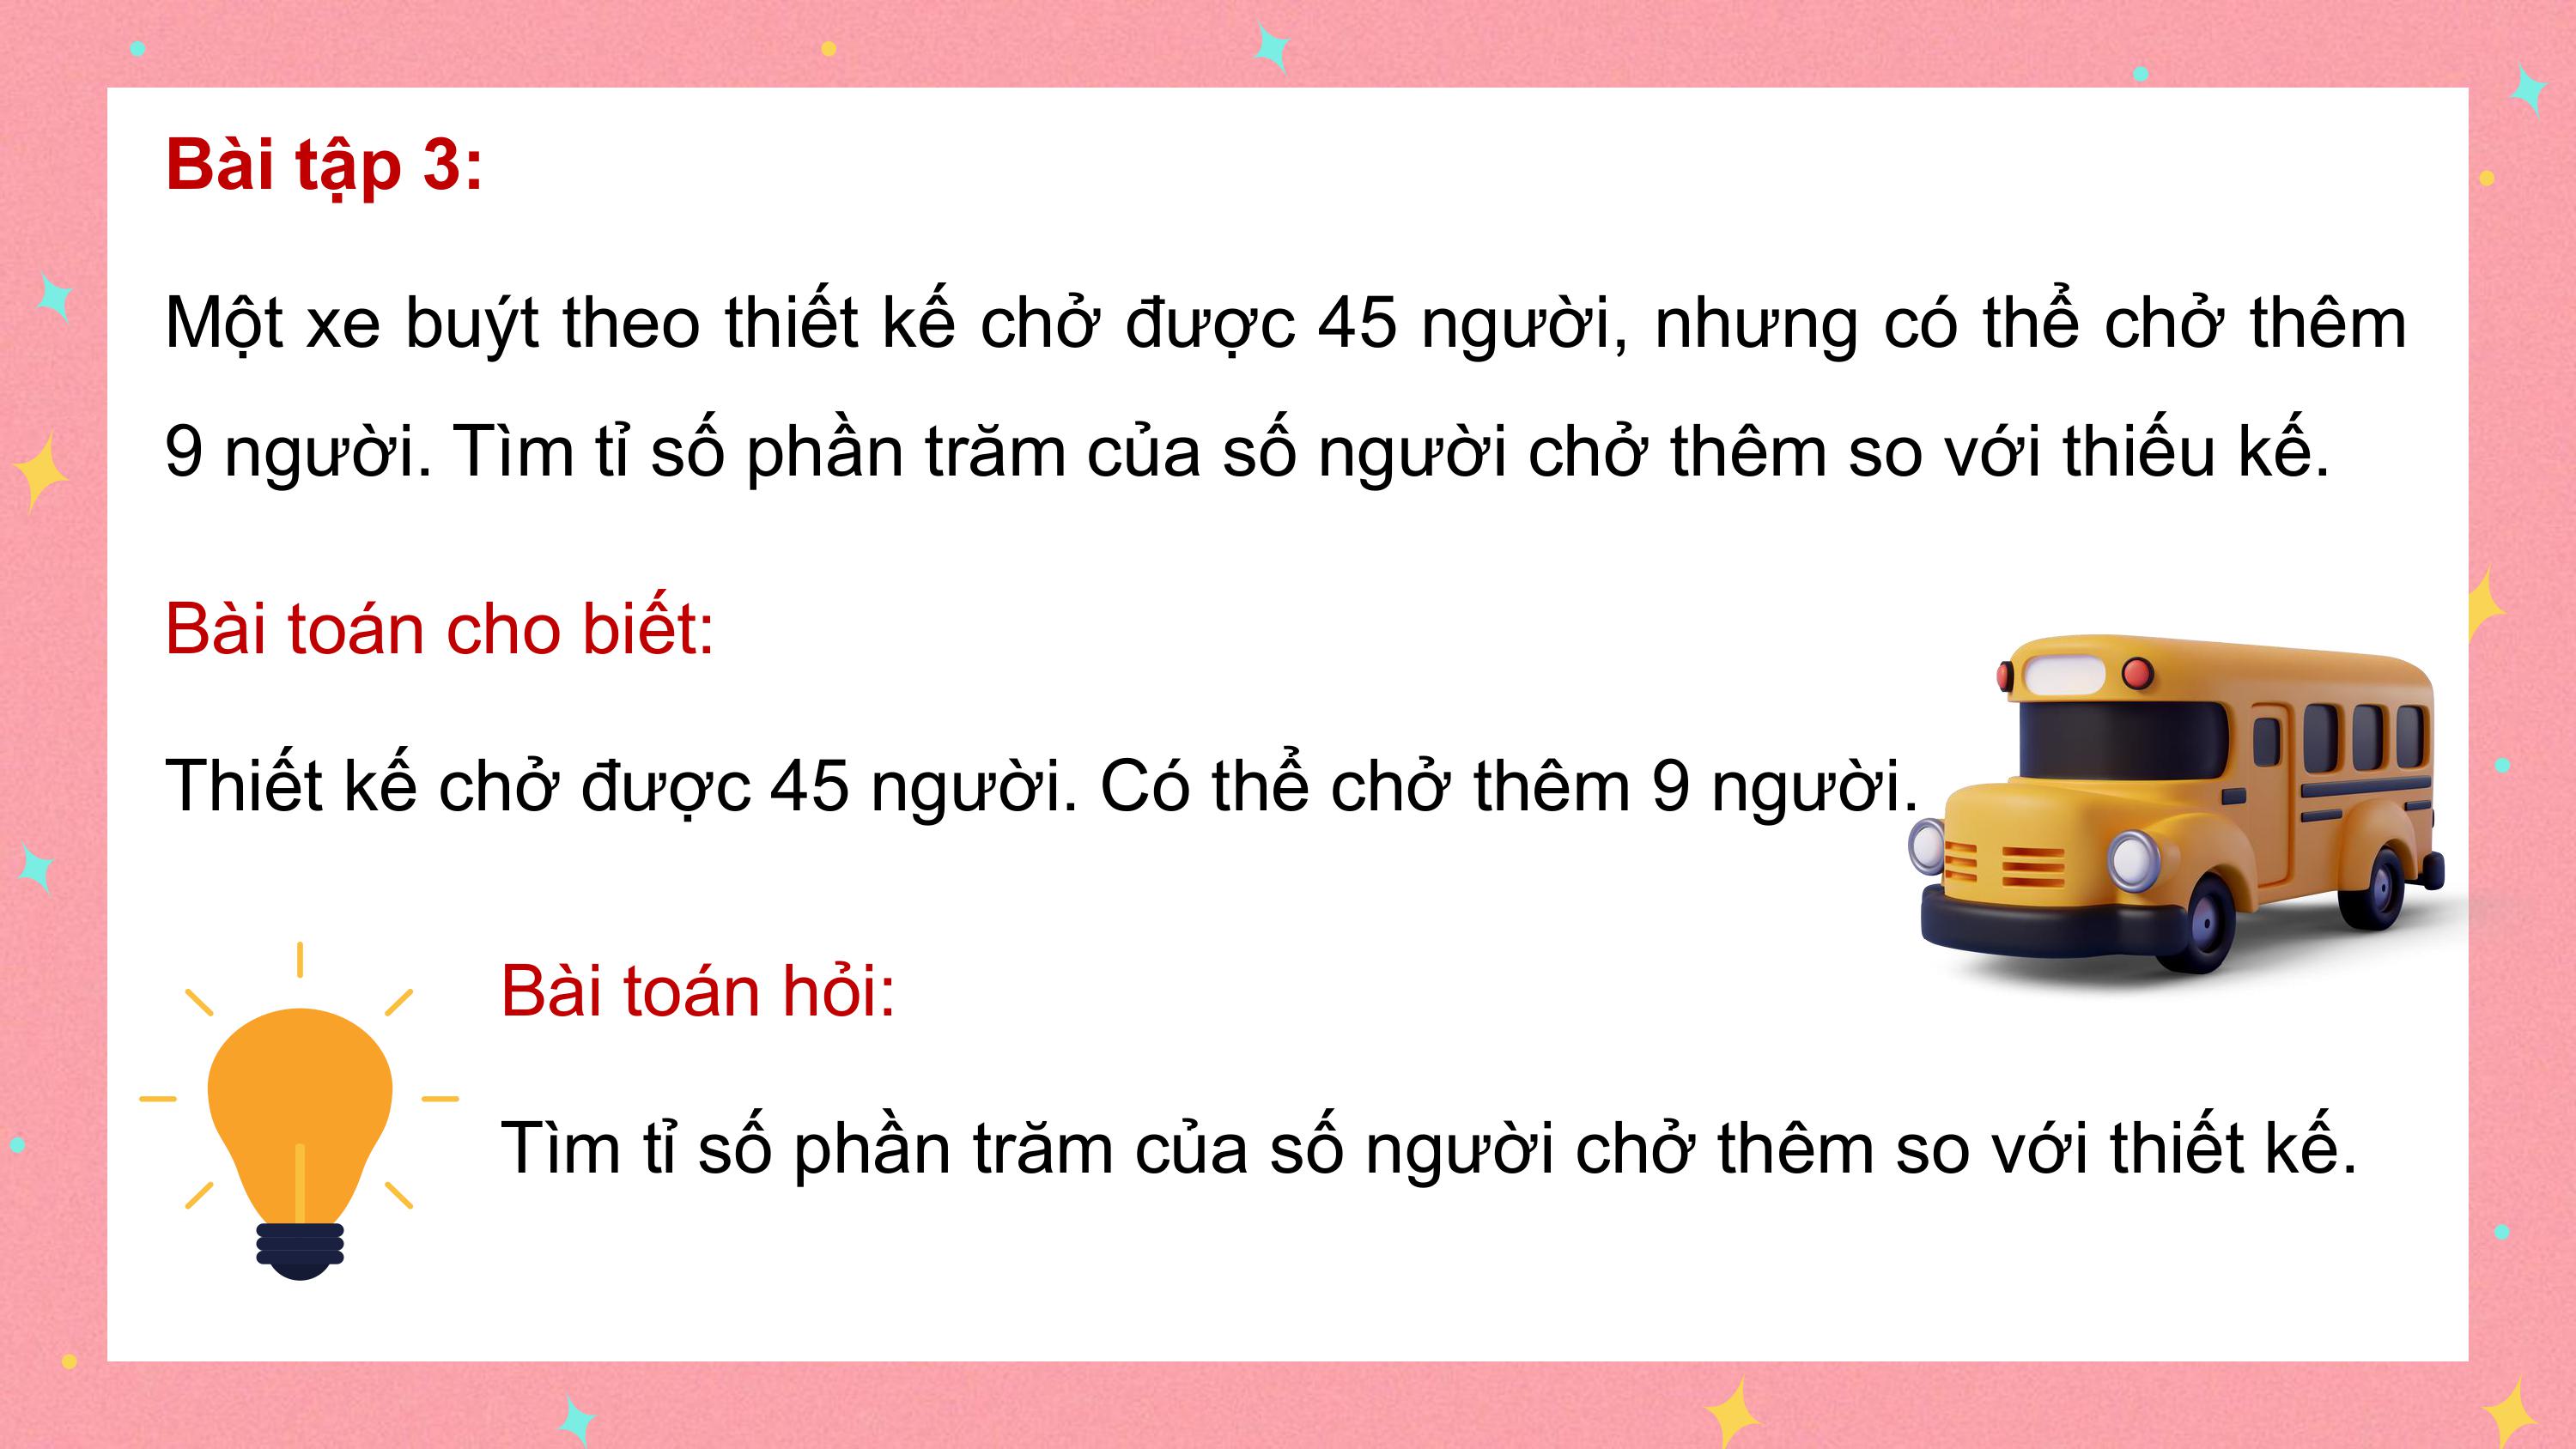 Bài tập 3:
Một xe buýt theo thiết kế chở được 45 người, nhưng có thể chở thêm
9 người. Tìm tỉ số phần trăm của số người chở thêm so với thiếu kế.
Bài toán cho biết:
Thiết kế chở được 45 người. Có thể chở thêm 9 người.
Bài toán hỏi:
Tìm tỉ số phần trăm của số người chở thêm so với thiết kế.